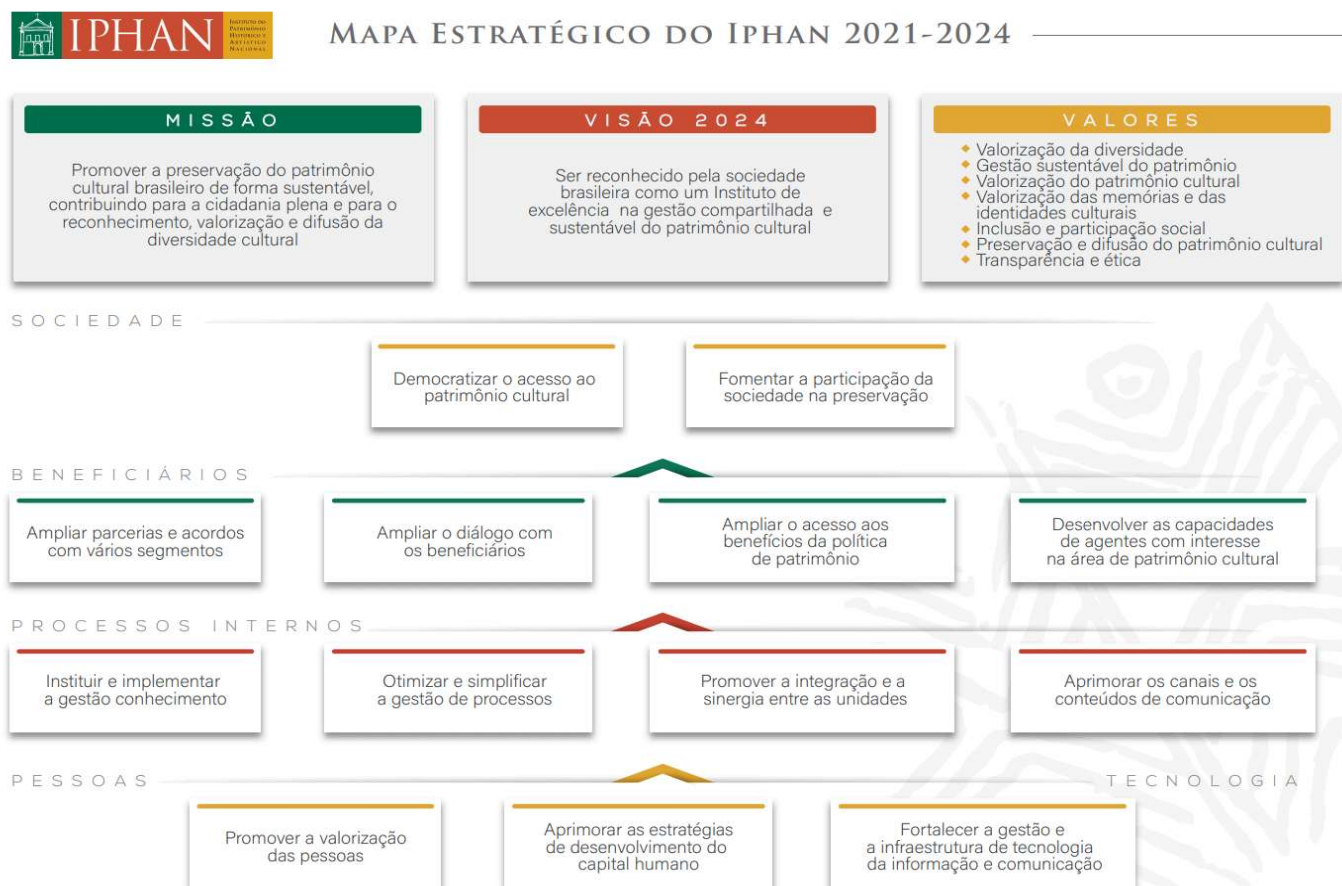 IPHAN
INSTITUTO DO
PATRIMÔNIO
HISTÓRICO E
ARTÍSTICO
NACIONAL
MAPA ESTRATÉGICO DO IPHAN 2021-2024
MISSÃO
Promover a preservação do patrimônio
cultural brasileiro de forma sustentável,
contribuindo para a cidadania plena e para o
reconhecimento, valorização e difusão da
diversidade cultural
VISÃO 2024
Ser reconhecido pela sociedade
brasileira como um Instituto de
excelência na gestão compartilhada e
sustentável do patrimônio cultural
VALORES
Valorização da diversidade
Gestão sustentável do patrimônio
Valorização do patrimônio cultural
Valorização das memórias e das
identidades culturais
Inclusão e participação social
Preservação e difusão do patrimônio cultural
Transparência e ética
SOCIEDADE
Democratizar o acesso ao
patrimônio cultural
Fomentar a participação da
sociedade na preservação
BENEFICIÁRIOS
Ampliar parcerias e acordos
com vários segmentos
Ampliar o diálogo com
os beneficiários
Ampliar o acesso aos
benefícios da política
de patrimônio
Desenvolver as capacidades
de agentes com interesse
na área de patrimônio cultural
PROCESSOS INTERNOS
Instituir e implementar
a gestão conhecimento
Otimizar e simplificar
a gestão de processos
Promover a integração e a
sinergia entre as unidades
Aprimorar os canais e os
conteúdos de comunicação
PESSOAS
TECNOLOGIA
Promover a valorização
das pessoas
Aprimorar as estratégias
de desenvolvimento do
capital humano
Fortalecer a gestão e
a infraestrutura de tecnologia
da informação e comunicação